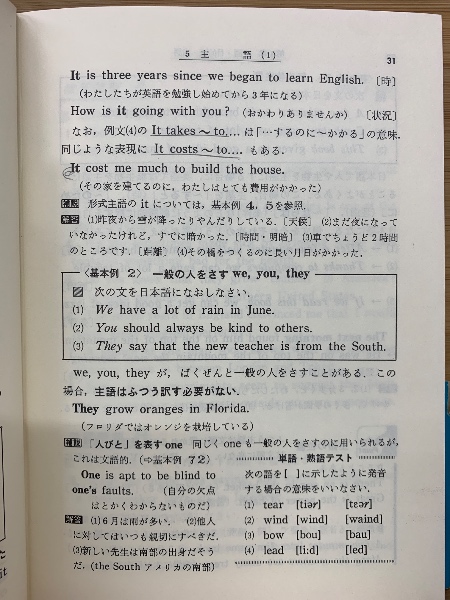 5 主 語 (1)
31
It is three years since we began to learn English. 〔時〕
(わたしたちが英語を勉強し始めてから3年になる)
How is it going with you? (おかわりありませんか) 〔状況〕
なお，例文(4)の It takes ～ to.... は「…するのに～かかる」の意味.
同じような表現に It costs ～ to.... もある.
It cost me much to build the house.
(その家を建てるのに，わたしはとても費用がかかった)
形式主語の it については，基本例 4，5を参照.
(1)昨夜から雪が降ったりやんだりしている.〔天候〕 (2)まだ夜になって
いなかったけれど，すでに暗かった.〔時間・明暗〕 (3)車でちょうど2時間
のところです.〔距離〕 (4)その橋をつくるのに長い月日がかかった.
〈基本例 2〉 一般の人をさす we, you, they
次の文を日本語になおしなさい.
(1) We have a lot of rain in June.
(2) You should always be kind to others.
(3) They say that the new teacher is from the South.
we, you, they が，ばくぜんと一般の人をさすことがある. この
場合，主語はふつう訳す必要がない.
They grow oranges in Florida.
(フロリダではオレンジを栽培している)
「人びと」を表す one 同じく one も一般の人をさすのに用いられるが，
これは文語的. (⇨基本例 72)
One is apt to be blind to
one's faults. (自分の欠点
はとかくわからないものだ)
(1)6月は雨が多い. (2)他人
に対してはいつも親切にすべきだ.
(3)新しい先生は南部の出身だそう
だ. (the South アメリカの南部)
単語・熟語テスト
次の語を[ ]に示したように発音
する場合の意味をいいなさい.
(1) tear [tiər] [tɛər]
(2) wind [wind] [waind]
(3) bow [bou] [bau]
(4) lead [li:d] [led]
た
it